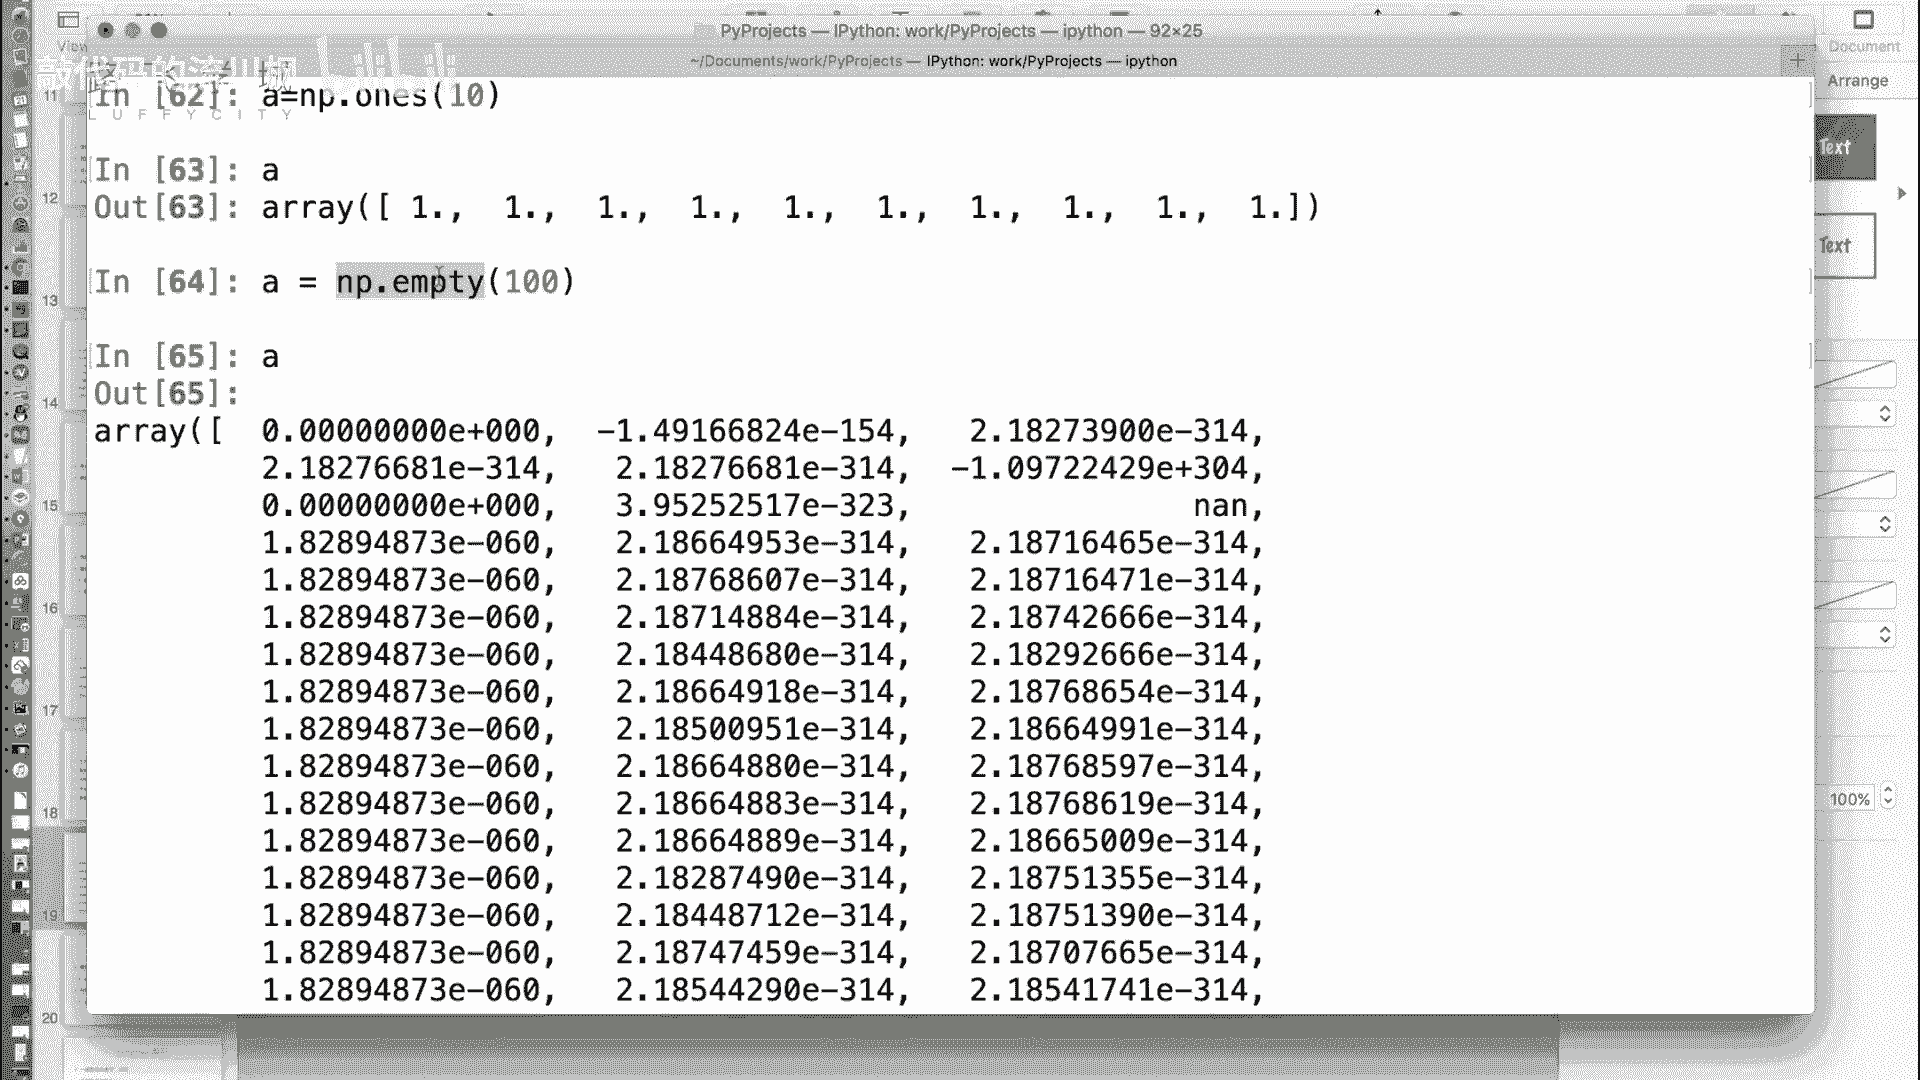 PyProjects — IPython: work/PyProjects — ipython — 92×25
View
Document
~/Documents/work/PyProjects — IPython: work/PyProjects — ipython
+
Arrange
LUFFYCITY
In [62]: a=np.ones(10)
In [63]: a
Out[63]: array([ 1., 1., 1., 1., 1., 1., 1., 1., 1., 1.])
In [64]: a = np.empty(100)
In [65]: a
Out[65]:
array([ 0.00000000e+000, -1.49166824e-154, 2.18273900e-314,
2.18276681e-314, 2.18276681e-314, -1.09722429e+304,
0.00000000e+000, 3.95252517e-323, nan,
1.82894873e-060, 2.18664953e-314, 2.18716465e-314,
1.82894873e-060, 2.18768607e-314, 2.18716471e-314,
1.82894873e-060, 2.18714884e-314, 2.18742666e-314,
1.82894873e-060, 2.18448680e-314, 2.18292666e-314,
1.82894873e-060, 2.18664918e-314, 2.18768654e-314,
1.82894873e-060, 2.18500951e-314, 2.18664991e-314,
1.82894873e-060, 2.18664880e-314, 2.18768597e-314,
1.82894873e-060, 2.18664883e-314, 2.18768619e-314,
1.82894873e-060, 2.18664889e-314, 2.18665009e-314,
1.82894873e-060, 2.18287490e-314, 2.18751355e-314,
1.82894873e-060, 2.18448712e-314, 2.18751390e-314,
1.82894873e-060, 2.18747459e-314, 2.18707665e-314,
1.82894873e-060, 2.18544290e-314, 2.18541741e-314,
11
12
13
14
15
16
17
18
19
20
Text
Text
100%